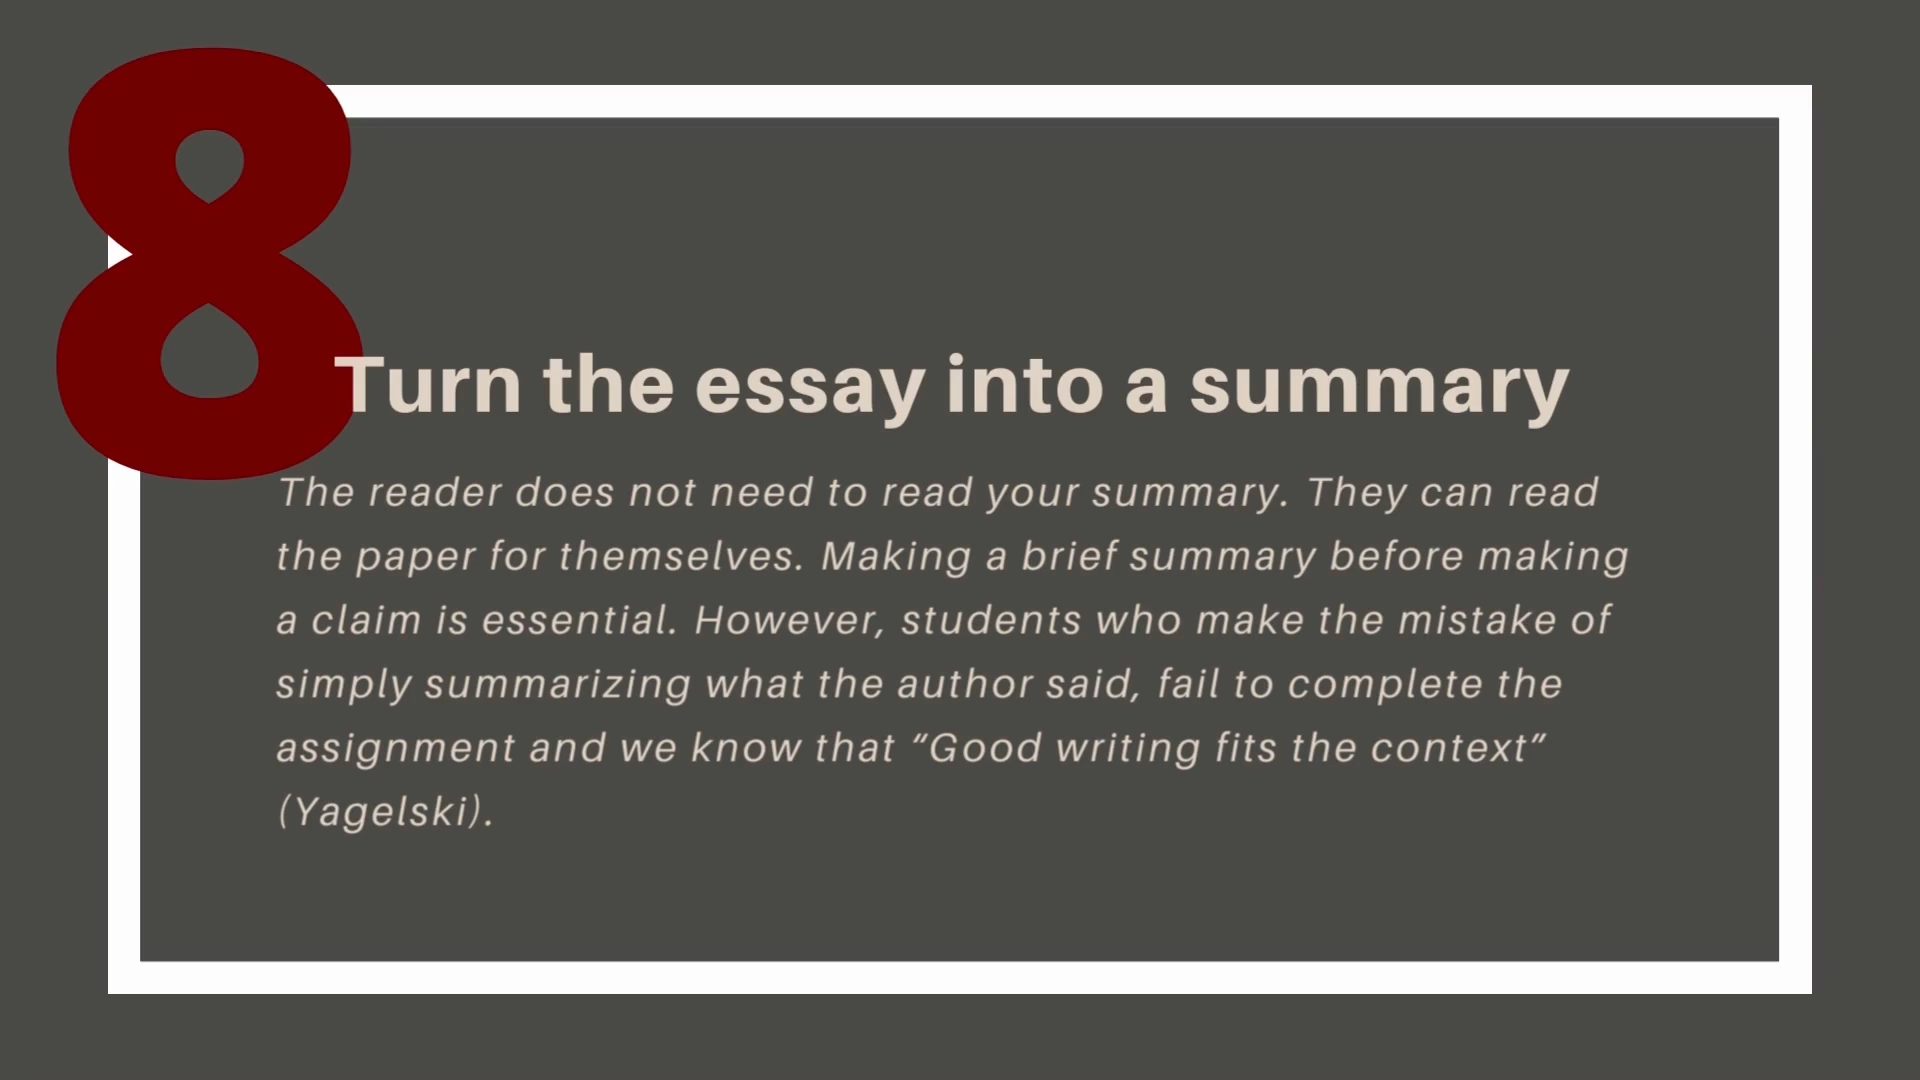 8
Turn the essay into a summary
The reader does not need to read your summary. They can read
the paper for themselves. Making a brief summary before making
a claim is essential. However, students who make the mistake of
simply summarizing what the author said, fail to complete the
assignment and we know that “Good writing fits the context”
(Yagelski).